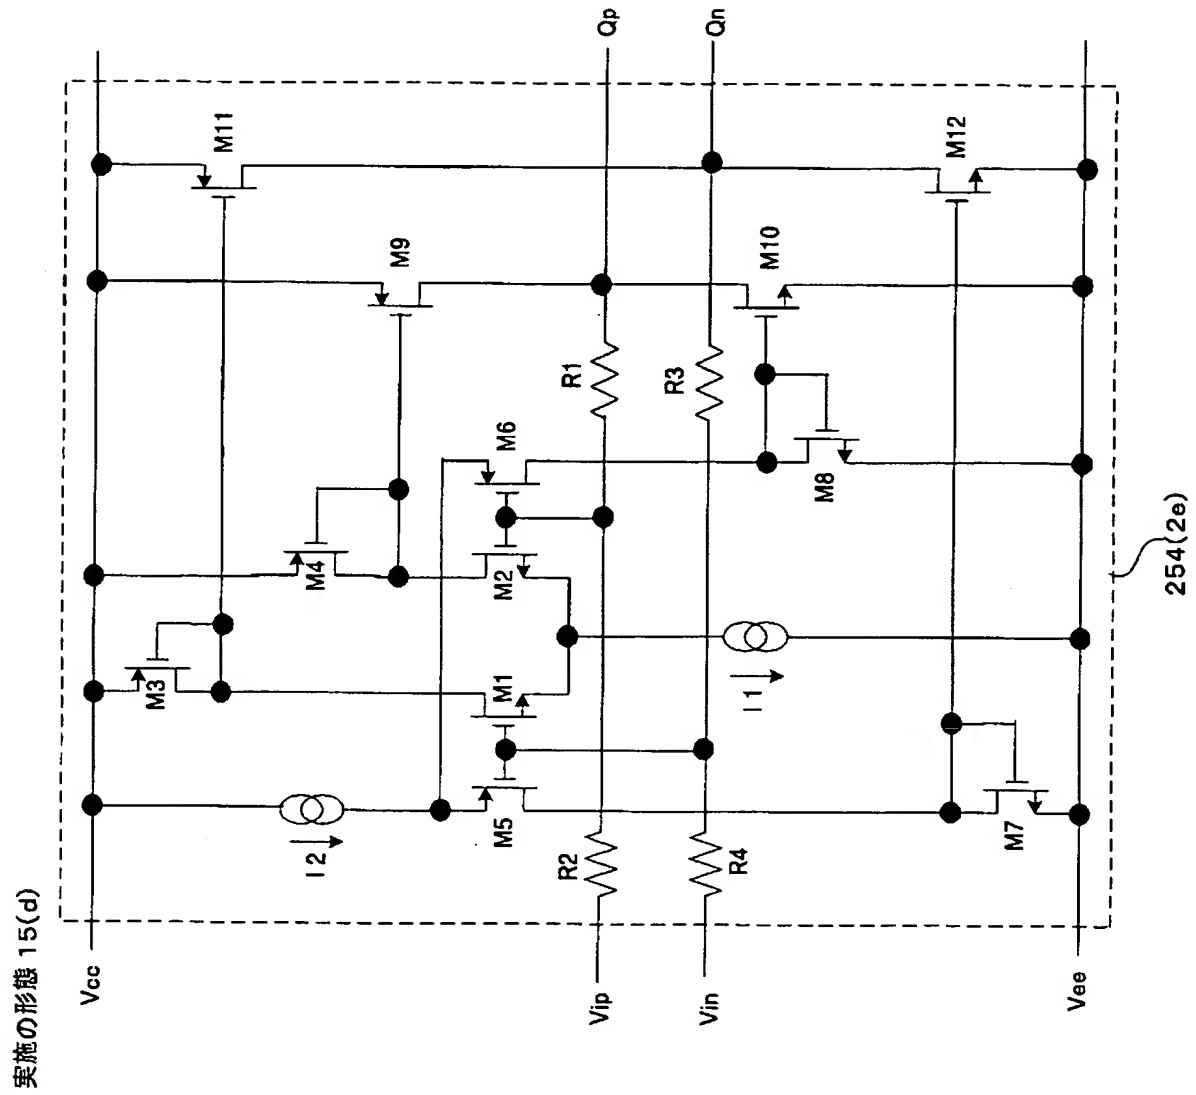 実施の形態 15(d)
Vcc
Vip
Vin
Vee
I2
M5
R2
R4
M7
M3
M1
I1
M4
M2
M6
M8
R1
R3
M9
M10
M11
M12
Qp
Qn
254(2e)